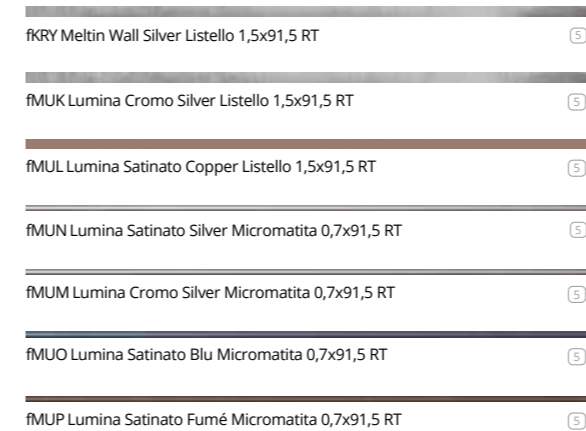 fKRY Meltin Wall Silver Listello 1,5x91,5 RT 5
fMUK Lumina Cromo Silver Listello 1,5x91,5 RT 5
fMUL Lumina Satinato Copper Listello 1,5x91,5 RT 5
fMUN Lumina Satinato Silver Micromatita 0,7x91,5 RT 5
fMUM Lumina Cromo Silver Micromatita 0,7x91,5 RT 5
fMUO Lumina Satinato Blu Micromatita 0,7x91,5 RT 5
fMUP Lumina Satinato Fumé Micromatita 0,7x91,5 RT 5